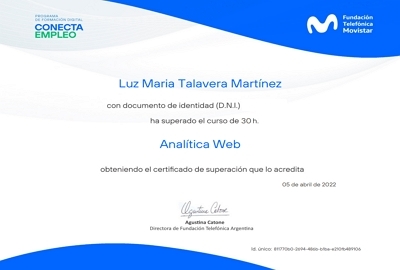 PROGRAMA
DE FORMACIÓN DIGITAL
CONECTA
EMPLEO
Fundación
Telefónica
Movistar
Luz Maria Talavera Martínez
con documento de identidad (D.N.I.)
ha superado el curso de 30 h.
Analítica Web
obteniendo el certificado de superación que lo acredita
05 de abril de 2022
Agustina Catone
Agustina Catone
Directora de Fundación Telefónica Argentina
Id. único: